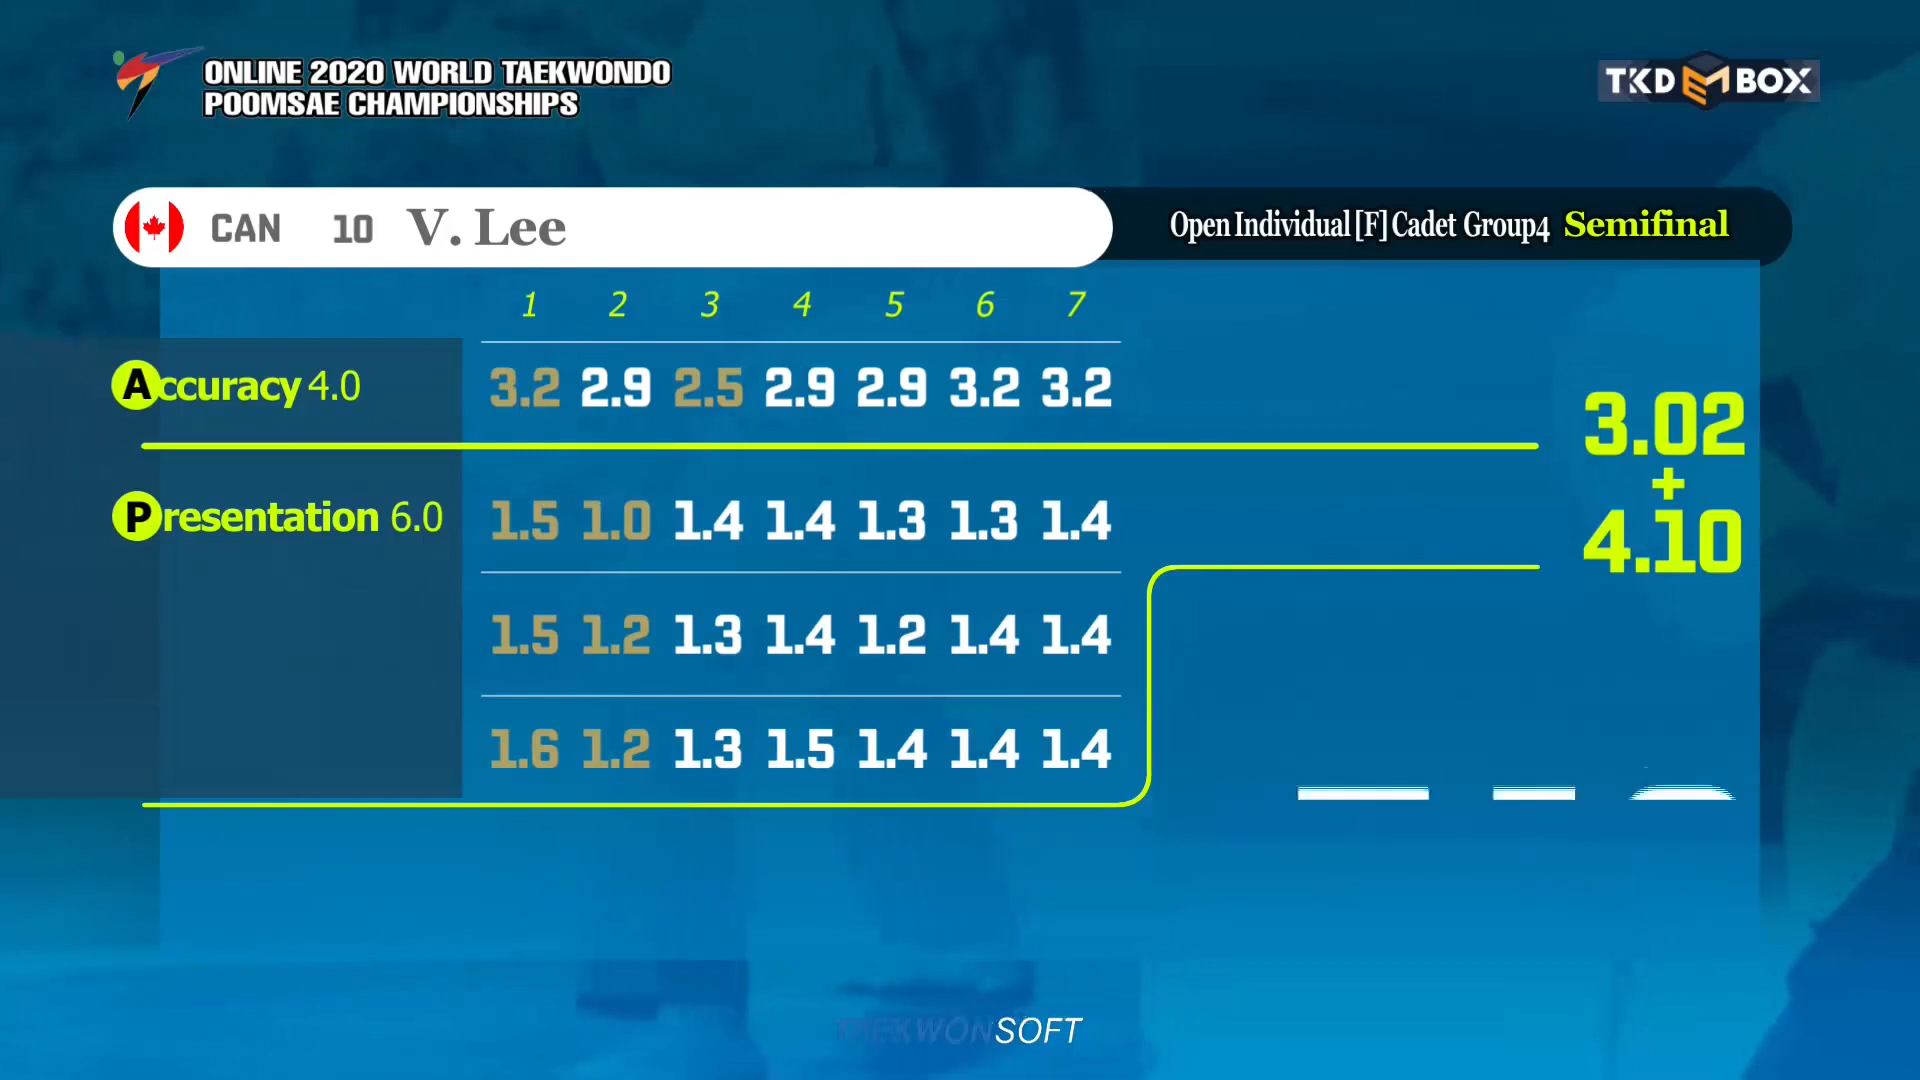 ONLINE 2020 WORLD TAEKWONDO
POOMSAE CHAMPIONSHIPS
TKD BOX
CAN 10 V. Lee
Open Individual [F] Cadet Group4 Semifinal
1 2 3 4 5 6 7
Accuracy 4.0 3.2 2.9 2.5 2.9 2.9 3.2 3.2
3.02
+
4.10
Presentation 6.0 1.5 1.0 1.4 1.4 1.3 1.3 1.4
1.5 1.2 1.3 1.4 1.2 1.4 1.4
1.6 1.2 1.3 1.5 1.4 1.4 1.4
TAEKWONSOFT